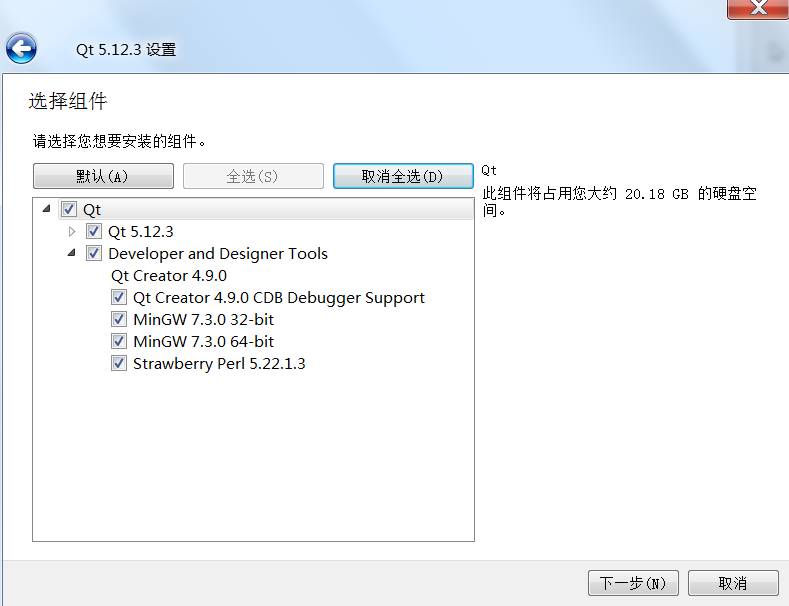 Qt 5.12.3 设置
选择组件
请选择您想要安装的组件。
默认(A) 全选(S) 取消全选(D)
Qt
此组件将占用您大约 20.18 GB 的硬盘空
间。
Qt
Qt 5.12.3
Developer and Designer Tools
Qt Creator 4.9.0
Qt Creator 4.9.0 CDB Debugger Support
MinGW 7.3.0 32-bit
MinGW 7.3.0 64-bit
Strawberry Perl 5.22.1.3
下一步(N) 取消